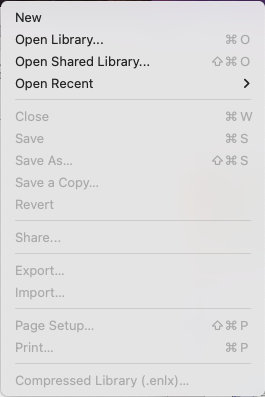 New
Open Library... ⌘ O
Open Shared Library... ⇧ ⌘ O
Open Recent >
Close ⌘ W
Save ⌘ S
Save As... ⇧ ⌘ S
Save a Copy...
Revert
Share...
Export...
Import...
Page Setup... ⇧ ⌘ P
Print... ⌘ P
Compressed Library (.enlx)...